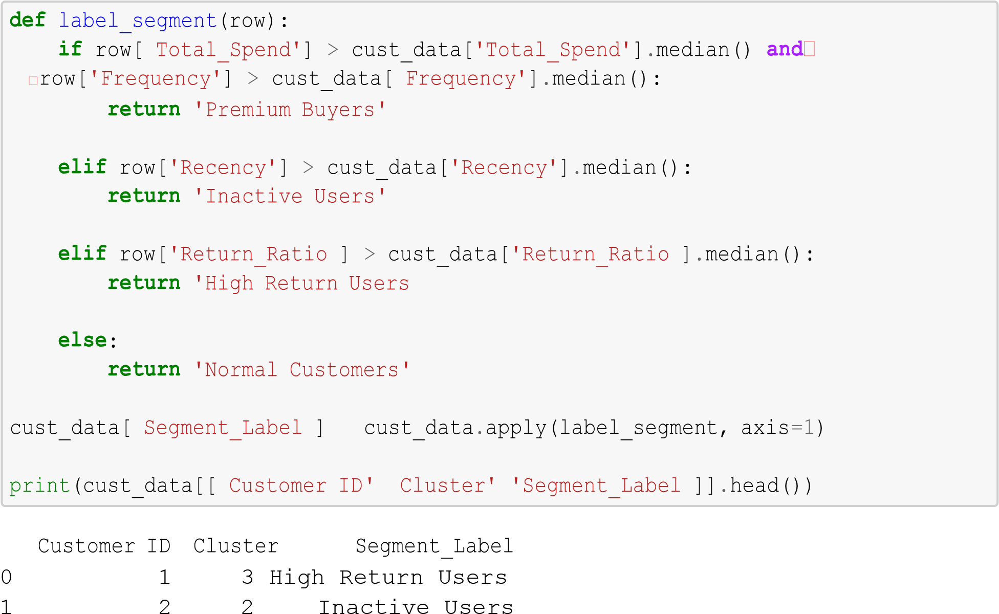 def label_segment(row):
    if row[ Total_Spend'] > cust_data['Total_Spend'].median() and□
  □row['Frequency'] > cust_data[ Frequency'].median():
        return 'Premium Buyers'
    elif row['Recency'] > cust_data['Recency'].median():
        return 'Inactive Users'
    elif row['Return_Ratio ] > cust_data['Return_Ratio ].median():
        return 'High Return Users
    else:
        return 'Normal Customers'
cust_data[ Segment_Label ]   cust_data.apply(label_segment, axis=1)
print(cust_data[[ Customer ID'  Cluster' 'Segment_Label ]].head())
   Customer ID  Cluster      Segment_Label
0            1      3 High Return Users
1            2      2     Inactive Users